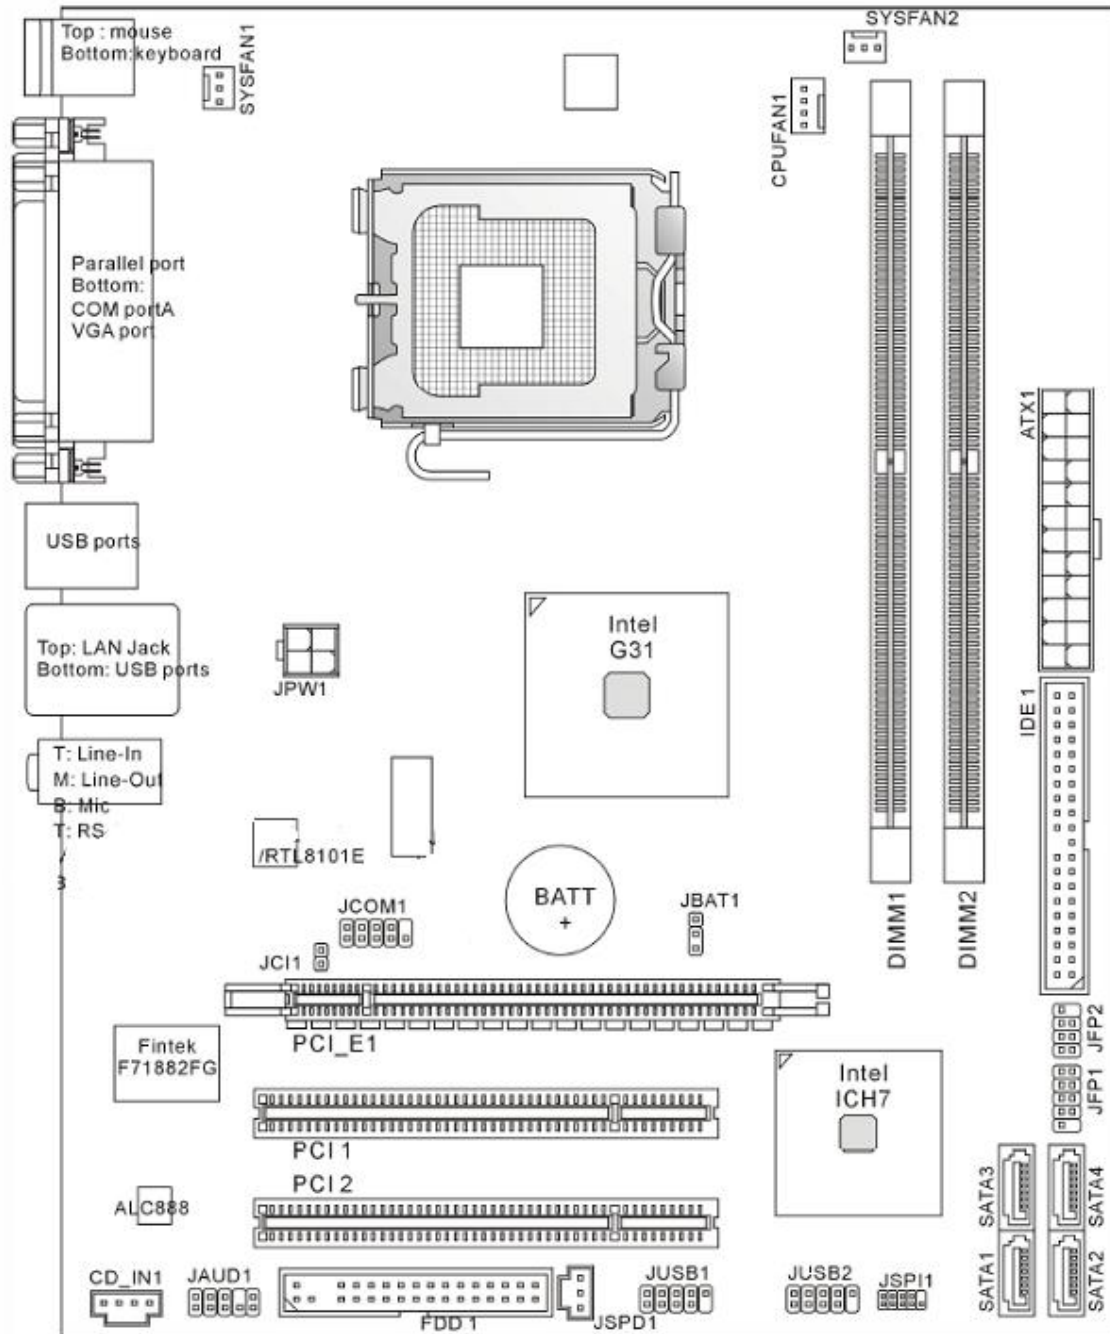 SYSFAN2
Top : mouse
Bottom:keyboard
SYSFAN1
CPUFAN1
Parallel port
Bottom:
COM portA
VGA port
ATX1
USB ports
Intel
G31
Top: LAN Jack
Bottom: USB ports
JPW1
IDE 1
T: Line-In
M: Line-Out
B: Mic
T: RS
/RTL8101E
BATT
+
JBAT1
DIMM1
DIMM2
JCOM1
JCI1
PCI_E1
JFP2
Fintek
F71882FG
Intel
ICH7
JFP1
PCI 1
PCI 2
SATA3
SATA4
ALC888
CD_IN1
JAUD1
FDD 1
JSPD1
JUSB1
JUSB2
JSPI1
SATA1
SATA2